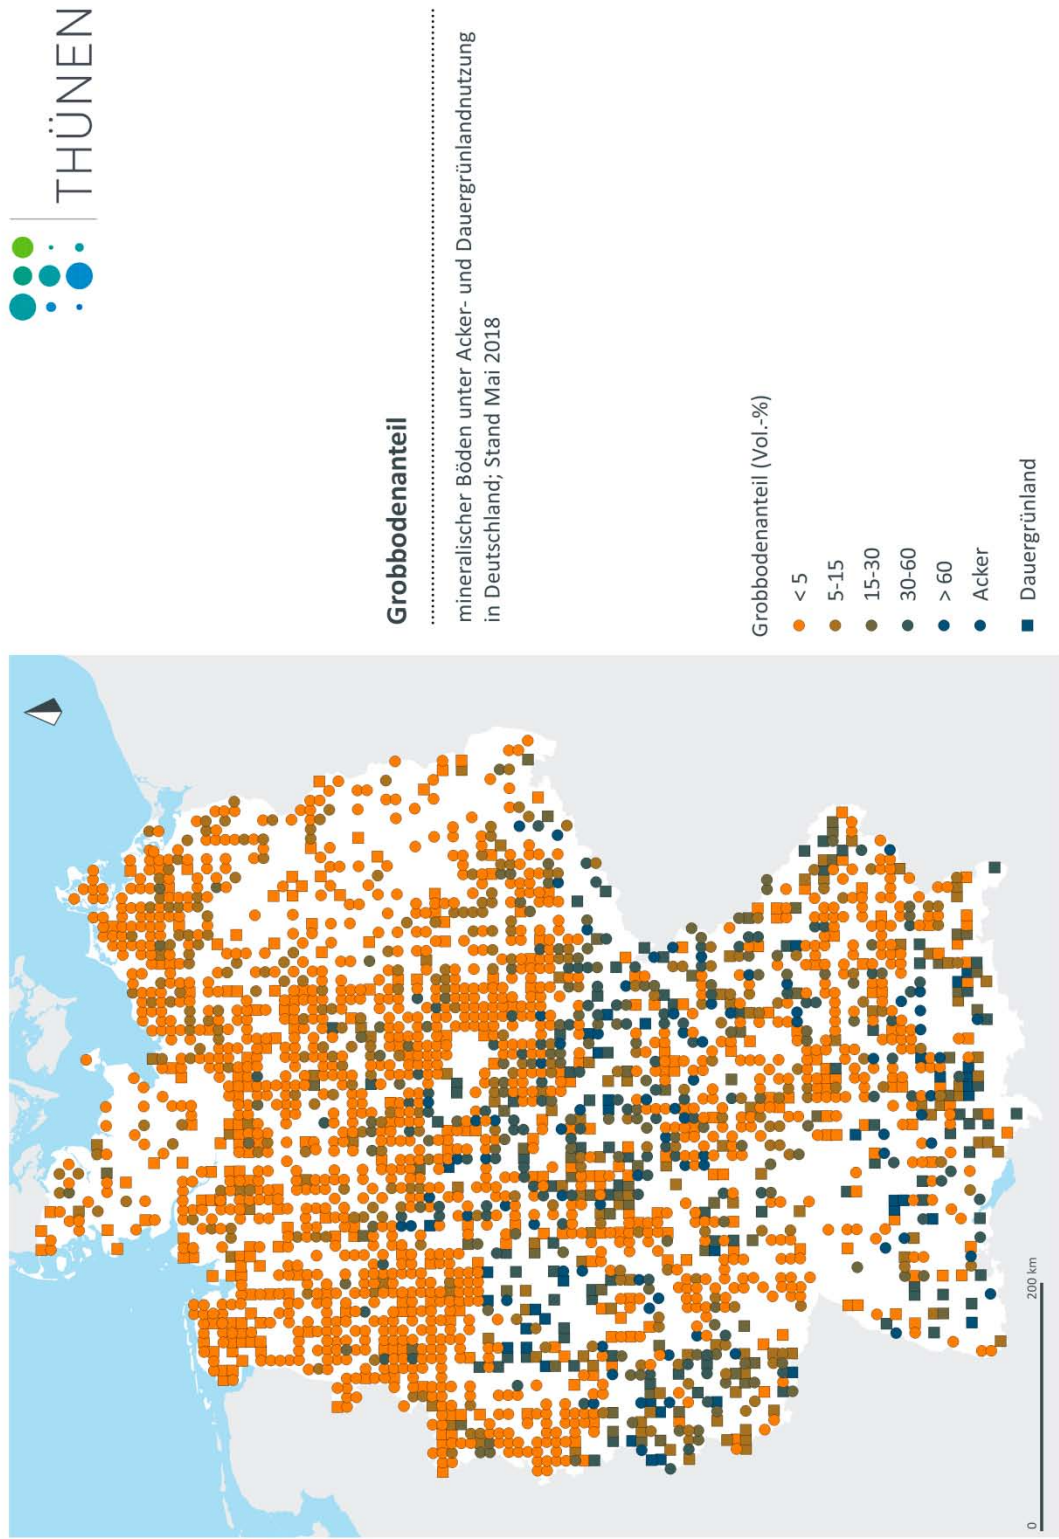 THÜNEN
Grobbodenanteil
mineralischer Böden unter Acker- und Dauergrünlandnutzung
in Deutschland; Stand Mai 2018
Grobbodenanteil (Vol.-%)
< 5
5-15
15-30
30-60
> 60
Acker
Dauergrünland
0
200 km